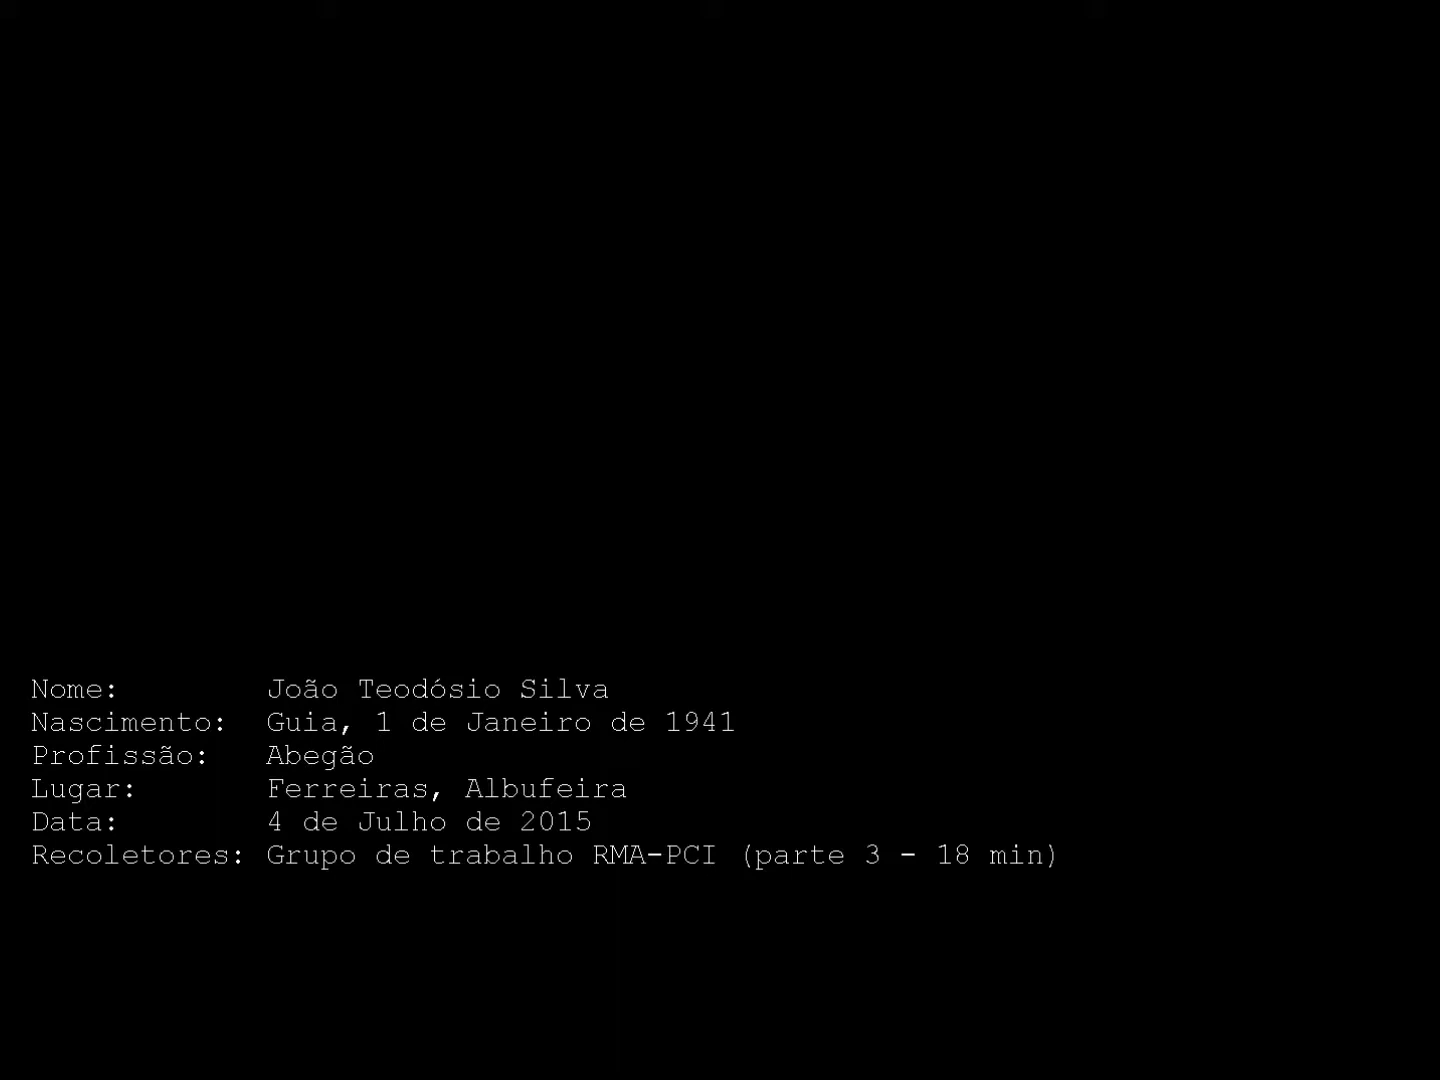 Nome: João Teodósio Silva
Nascimento: Guia, 1 de Janeiro de 1941
Profissão: Abegão
Lugar: Ferreiras, Albufeira
Data: 4 de Julho de 2015
Recoletores: Grupo de trabalho RMA-PCI (parte 3 - 18 min)